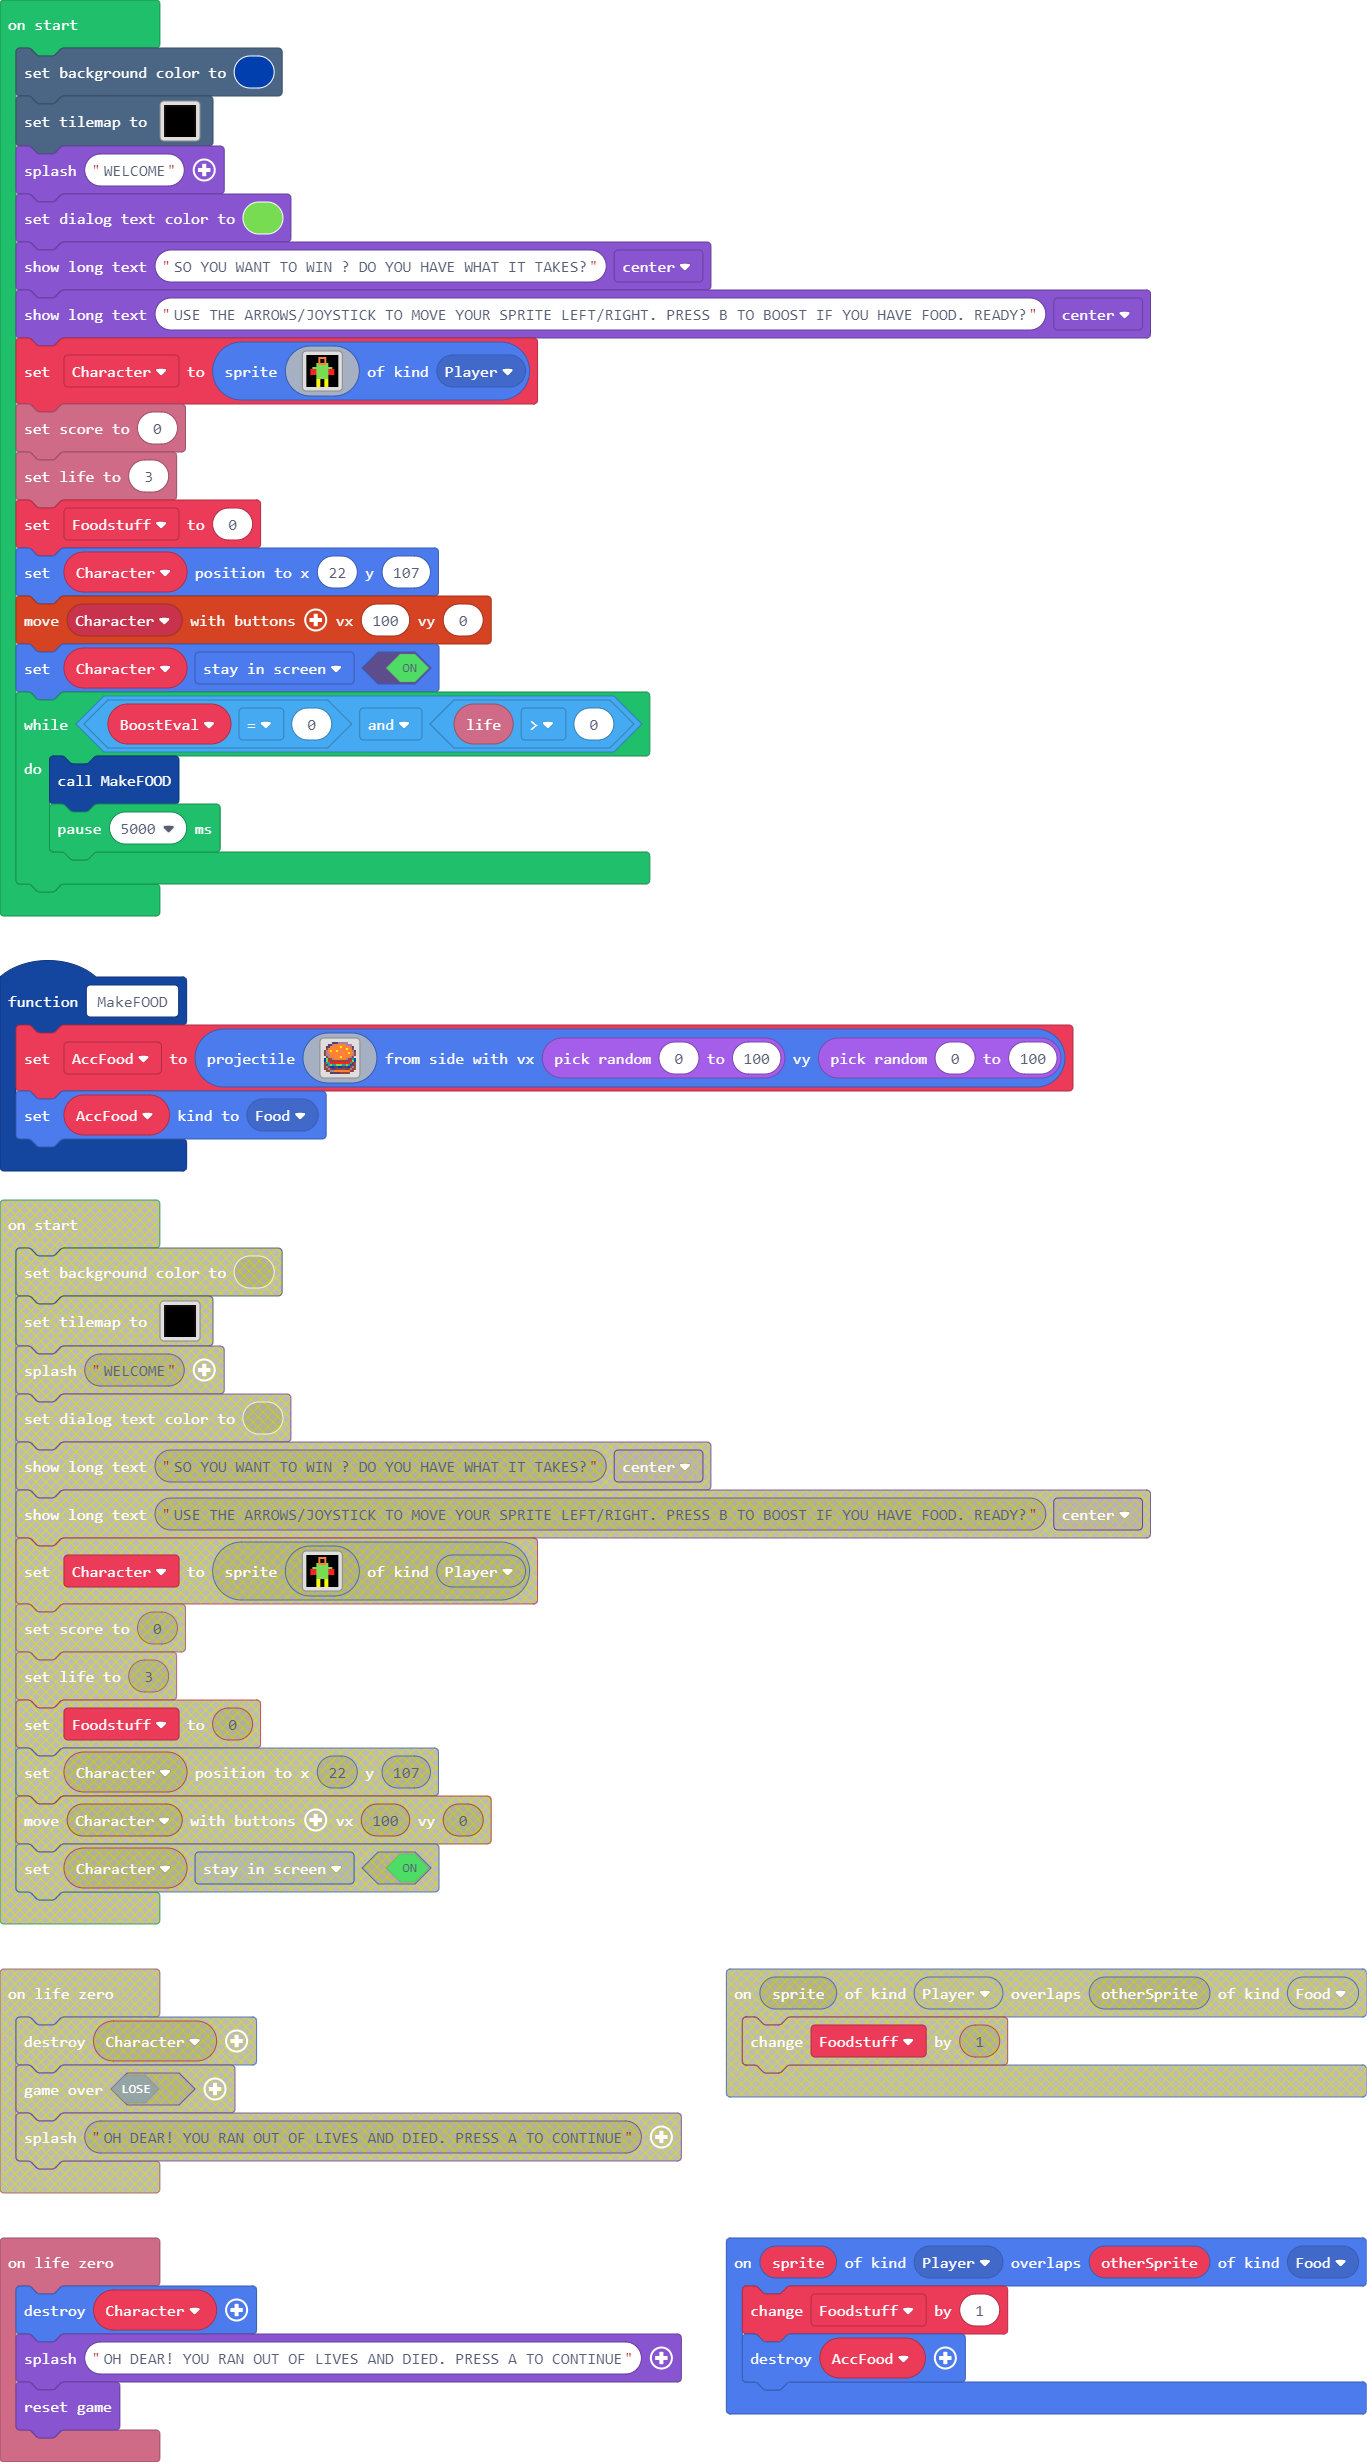 on start
set background color to
set tilemap to
splash "WELCOME"
set dialog text color to
show long text "SO YOU WANT TO WIN ? DO YOU HAVE WHAT IT TAKES?" center
show long text "USE THE ARROWS/JOYSTICK TO MOVE YOUR SPRITE LEFT/RIGHT. PRESS B TO BOOST IF YOU HAVE FOOD. READY?" center
set Character to sprite of kind Player
set score to 0
set life to 3
set Foodstuff to 0
set Character position to x 22 y 107
move Character with buttons vx 100 vy 0
set Character stay in screen ON
while BoostEval = 0 and life > 0
do
call MakeFOOD
pause 5000 ms
function MakeFOOD
set AccFood to projectile from side with vx pick random 0 to 100 vy pick random 0 to 100
set AccFood kind to Food
on start
set background color to
set tilemap to
splash "WELCOME"
set dialog text color to
show long text "SO YOU WANT TO WIN ? DO YOU HAVE WHAT IT TAKES?" center
show long text "USE THE ARROWS/JOYSTICK TO MOVE YOUR SPRITE LEFT/RIGHT. PRESS B TO BOOST IF YOU HAVE FOOD. READY?" center
set Character to sprite of kind Player
set score to 0
set life to 3
set Foodstuff to 0
set Character position to x 22 y 107
move Character with buttons vx 100 vy 0
set Character stay in screen ON
on life zero
destroy Character
game over LOSE
splash "OH DEAR! YOU RAN OUT OF LIVES AND DIED. PRESS A TO CONTINUE"
on sprite of kind Player overlaps otherSprite of kind Food
change Foodstuff by 1
on life zero
destroy Character
splash "OH DEAR! YOU RAN OUT OF LIVES AND DIED. PRESS A TO CONTINUE"
reset game
on sprite of kind Player overlaps otherSprite of kind Food
change Foodstuff by 1
destroy AccFood